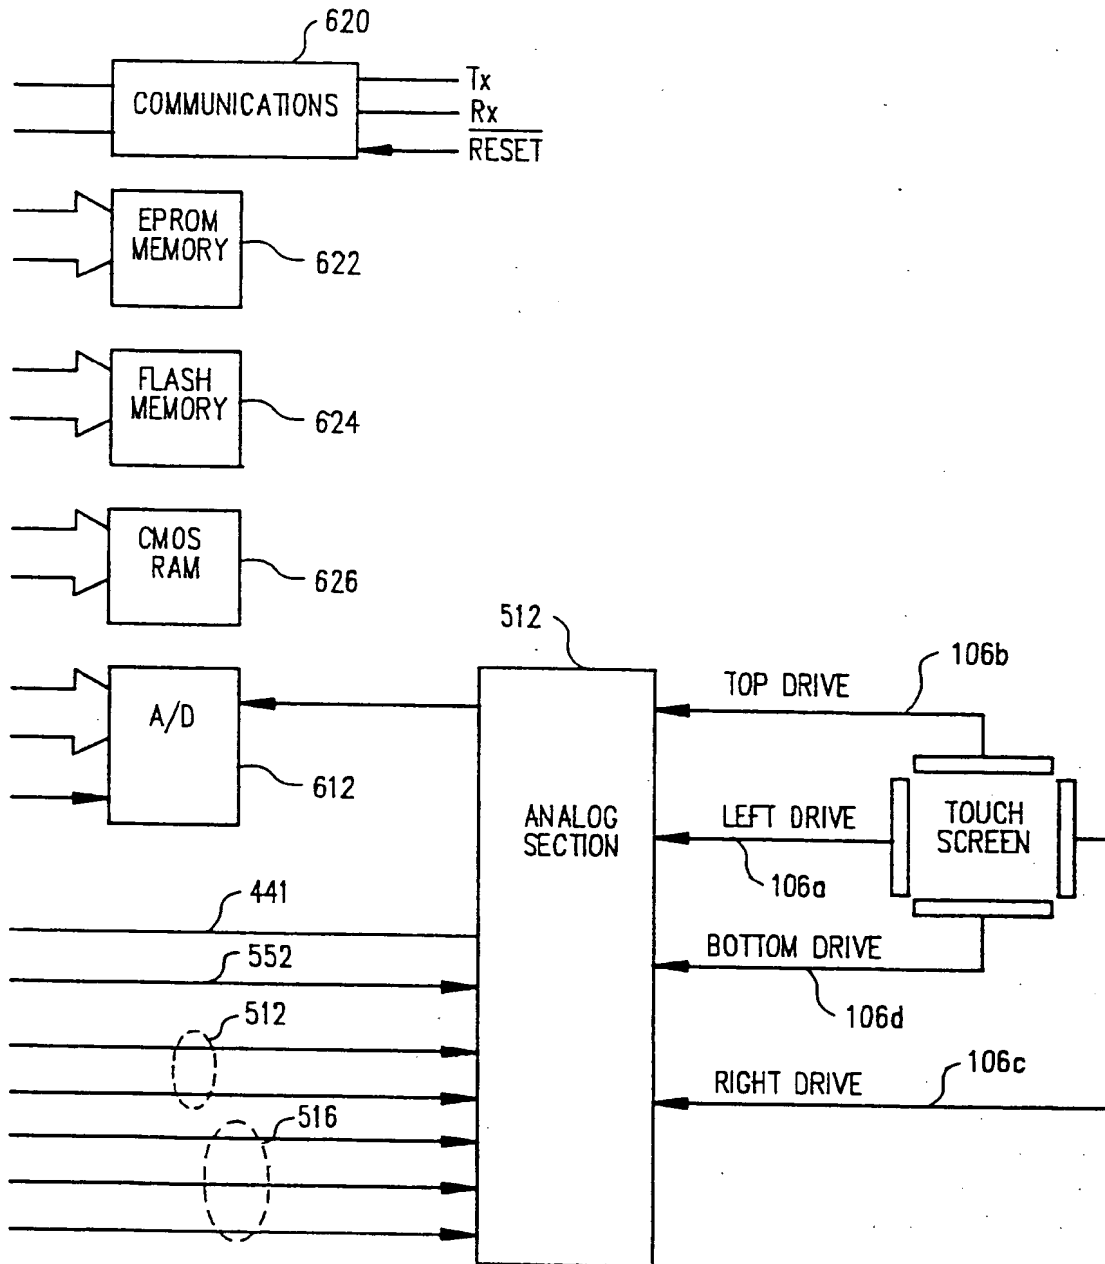 620
COMMUNICATIONS
Tx
Rx
RESET
EPROM
MEMORY
622
FLASH
MEMORY
624
CMOS
RAM
626
512
A/D
612
TOP DRIVE
106b
ANALOG
SECTION
LEFT DRIVE
106a
TOUCH
SCREEN
441
552
BOTTOM DRIVE
106d
512
RIGHT DRIVE
106c
516